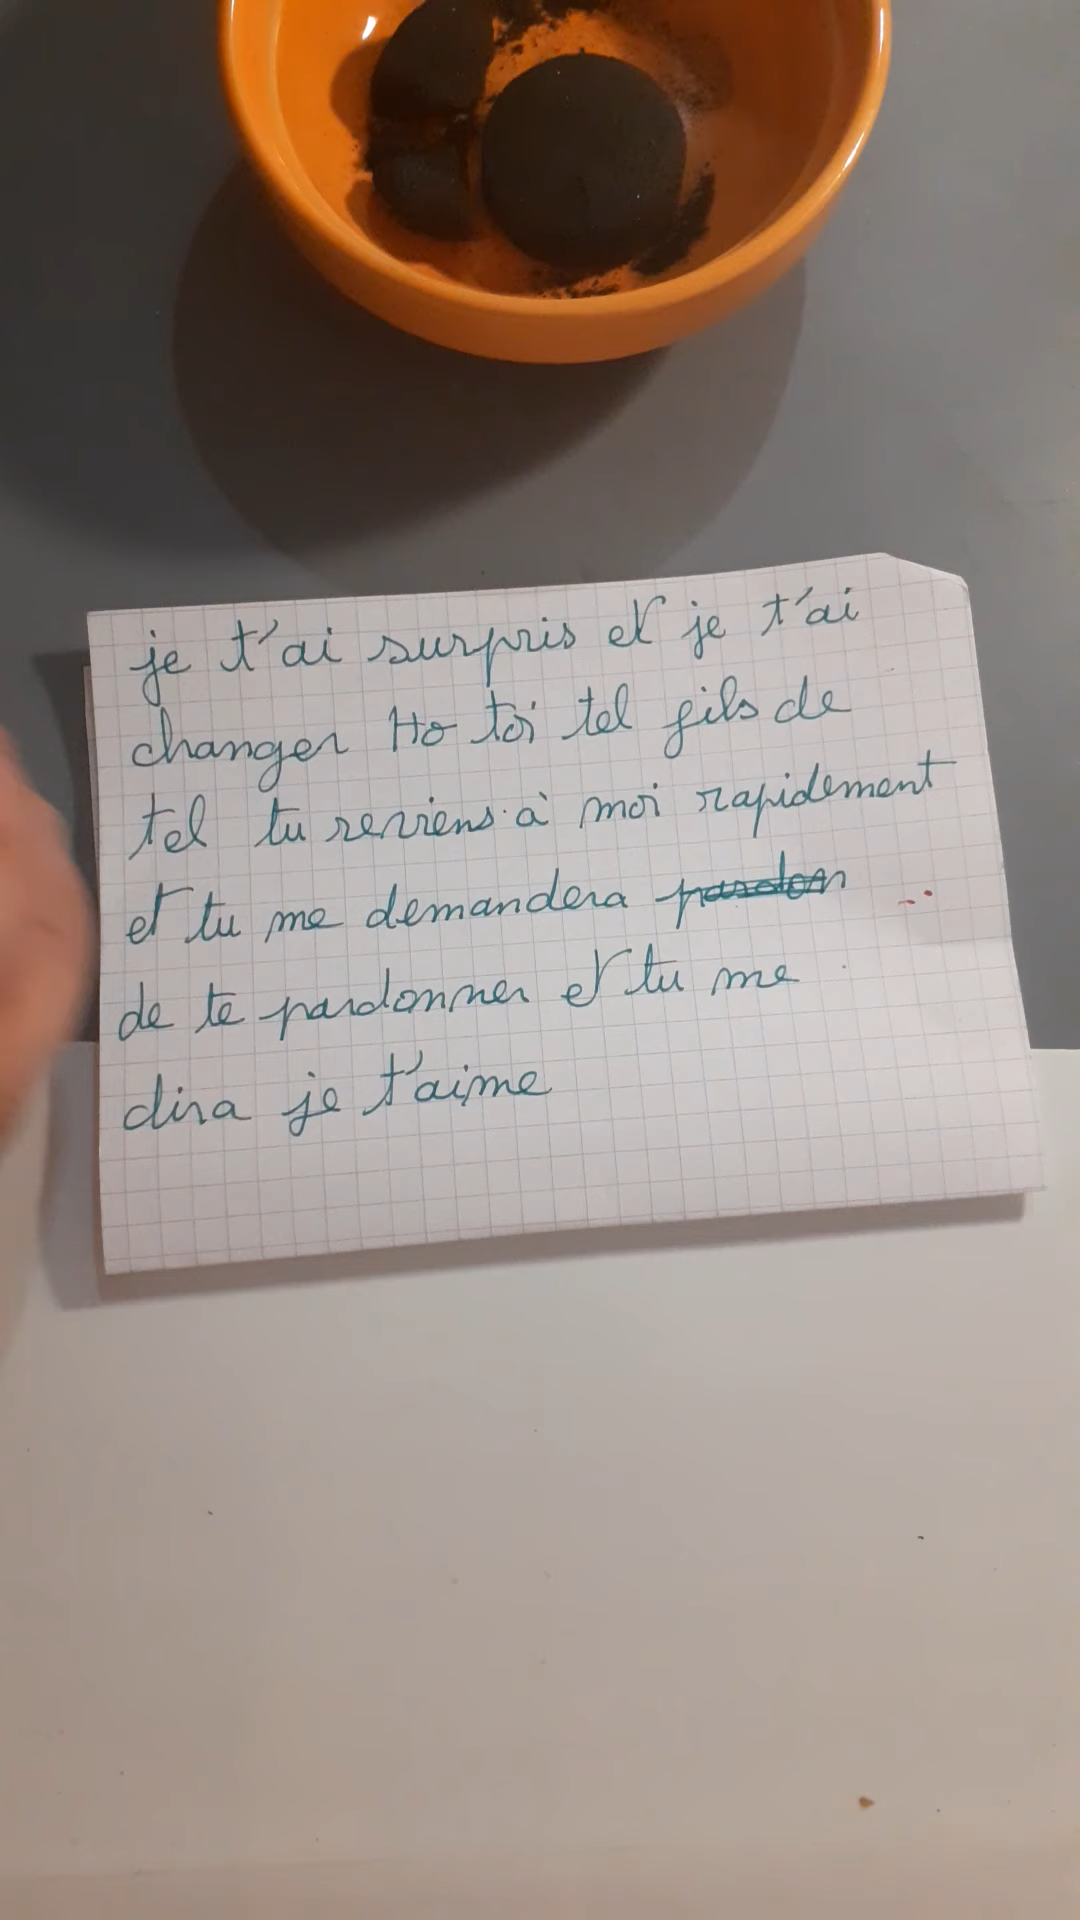 je t'ai surpris et je t'ai
changer Ho toi tel fils de
tel tu reviens à moi rapidement
et tu me demandera pardon
de te pardonner et tu me
dira je t'aime